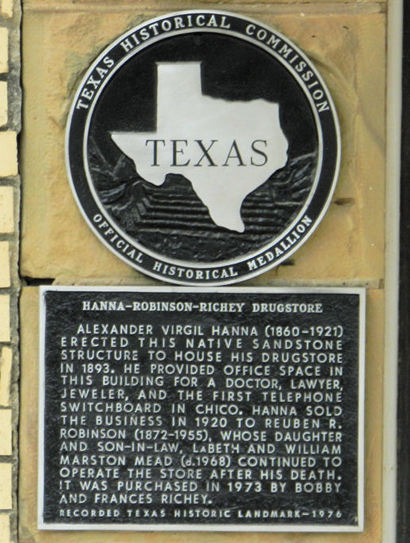 TEXAS HISTORICAL COMMISSION
TEXAS
OFFICIAL HISTORICAL MEDALLION
HANNA-ROBINSON-RICHEY DRUGSTORE
ALEXANDER VIRGIL HANNA (1860-1921)
ERECTED THIS NATIVE SANDSTONE
STRUCTURE TO HOUSE HIS DRUGSTORE
IN 1893. HE PROVIDED OFFICE SPACE IN
THIS BUILDING FOR A DOCTOR, LAWYER,
JEWELER, AND THE FIRST TELEPHONE
SWITCHBOARD IN CHICO. HANNA SOLD
THE BUSINESS IN 1920 TO REUBEN R.
ROBINSON (1872-1955), WHOSE DAUGHTER
AND SON-IN-LAW, LaBETH AND WILLIAM
MARSTON MEAD (d.1968) CONTINUED TO
OPERATE THE STORE AFTER HIS DEATH.
IT WAS PURCHASED IN 1973 BY BOBBY
AND FRANCES RICHEY.
RECORDED TEXAS HISTORIC LANDMARK-1976